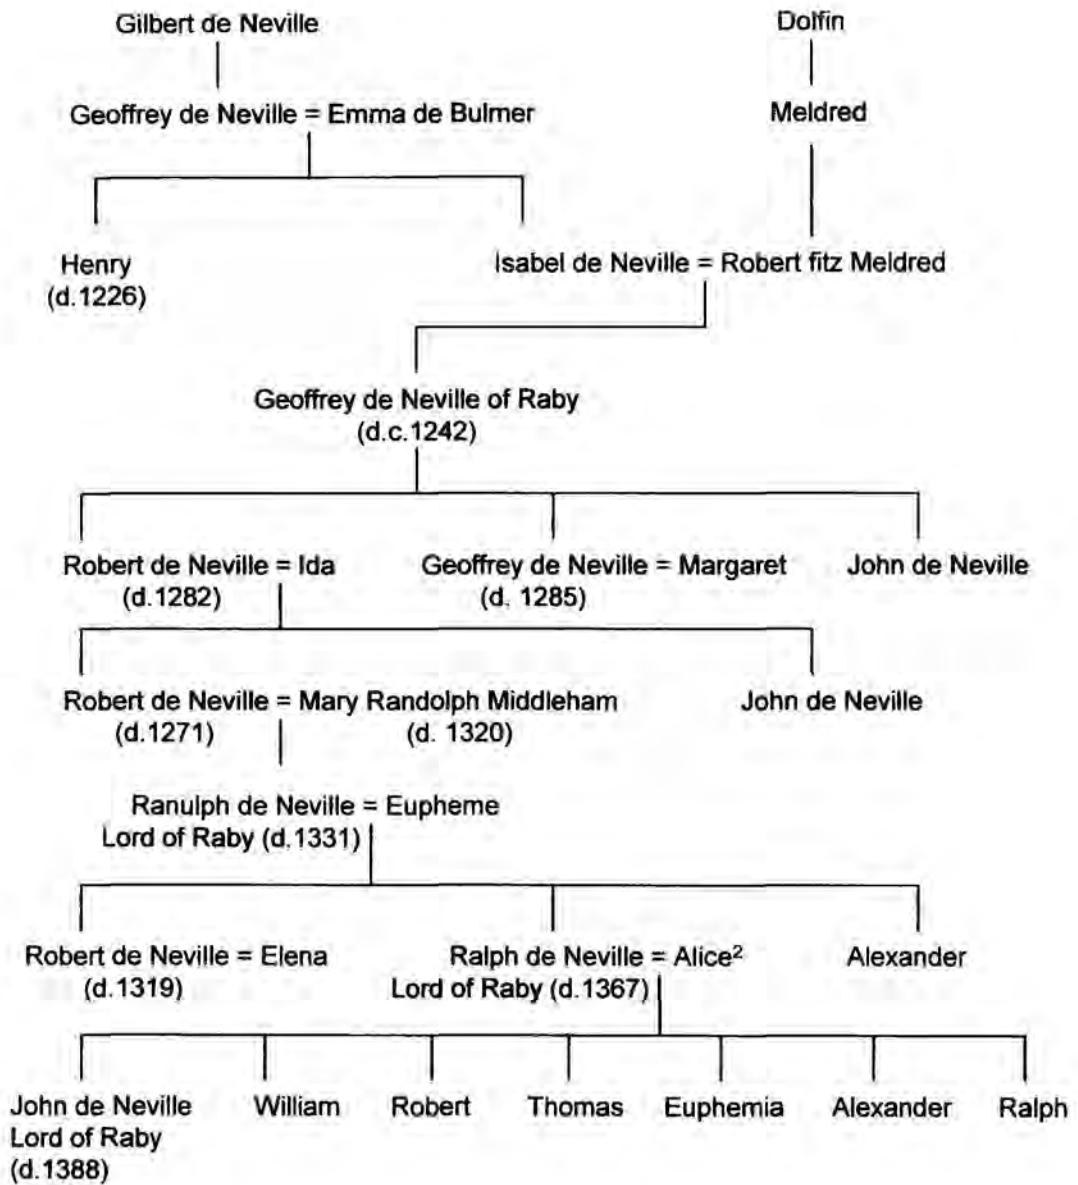 Gilbert de Neville
Dolfin
Geoffrey de Neville = Emma de Bulmer
Meldred
Henry
(d.1226)
Isabel de Neville = Robert fitz Meldred
Geoffrey de Neville of Raby
(d.c.1242)
Robert de Neville = Ida
(d.1282)
Geoffrey de Neville = Margaret
(d. 1285)
John de Neville
Robert de Neville = Mary Randolph Middleham
(d.1271) (d. 1320)
John de Neville
Ranulph de Neville = Eupheme
Lord of Raby (d.1331)
Robert de Neville = Elena
(d.1319)
Ralph de Neville = Alice²
Lord of Raby (d.1367)
Alexander
John de Neville
Lord of Raby
(d.1388)
William
Robert
Thomas
Euphemia
Alexander
Ralph